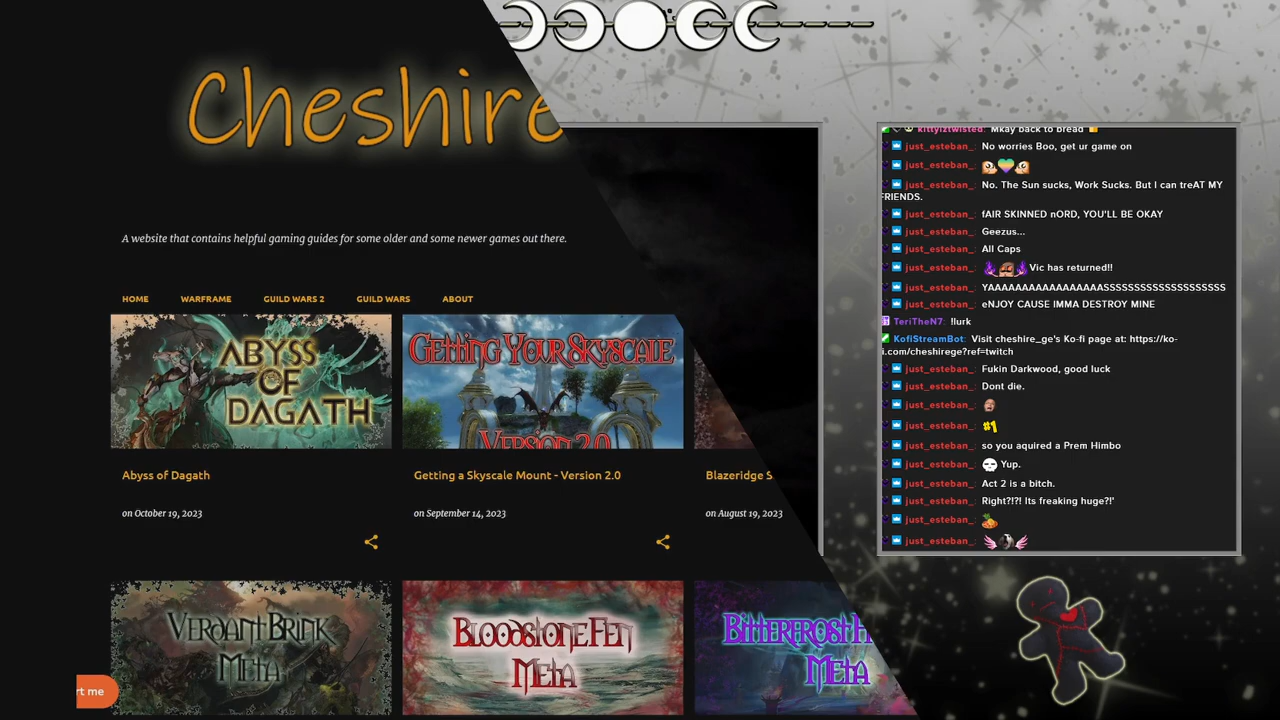 Cheshire
A website that contains helpful gaming guides for some older and some newer games out there.
HOME WARFRAME GUILD WARS 2 GUILD WARS ABOUT
ABYSS
OF
DAGATH
GETTING YOUR SKYSCALE
VERSION 2.0
Abyss of Dagath
Getting a Skyscale Mount - Version 2.0
Blazeridge S
on October 19, 2023
on September 14, 2023
on August 19, 2023
VERDANT BRINK
META
BLOODSTONE FEN
META
BITTERFROST
META
rt me
kittyiztwisted: Mkay back to bread
just_esteban_: No worries Boo, get ur game on
just_esteban_:
just_esteban_: No. The Sun sucks, Work Sucks. But I can treAT MY
FRIENDS.
just_esteban_: fAIR SKINNED nORD, YOU'LL BE OKAY
just_esteban_: Geezus...
just_esteban_: All Caps
just_esteban_: Vic has returned!!
just_esteban_: YAAAAAAAAAAAAAAAASSSSSSSSSSSSSSSSSSSS
just_esteban_: eNJOY CAUSE IMMA DESTROY MINE
TeriTheN7: !lurk
KofiStreamBot: Visit cheshire_ge's Ko-fi page at: https://ko-
i.com/cheshirege?ref=twitch
just_esteban_: Fukin Darkwood, good luck
just_esteban_: Dont die.
just_esteban_:
just_esteban_: #1
just_esteban_: so you aquired a Prem Himbo
just_esteban_: Yup.
just_esteban_: Act 2 is a bitch.
just_esteban_: Right?!?! Its freaking huge?!'
just_esteban_:
just_esteban_: